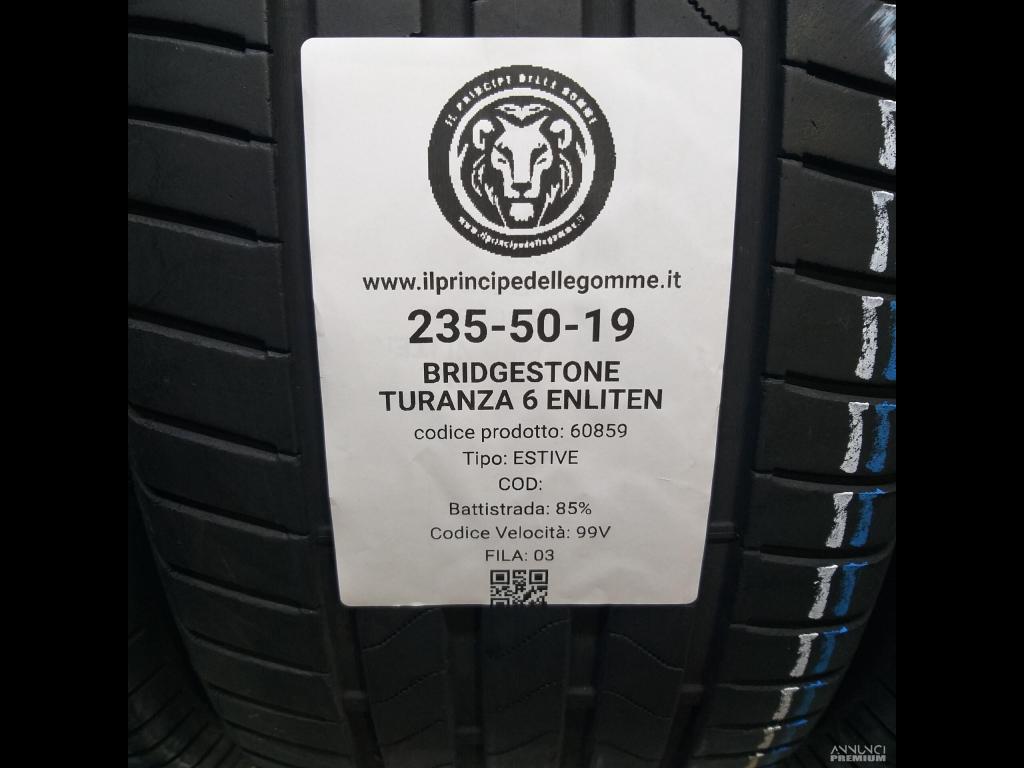 IL PRINCIPE DELLE GOMME
www.ilprincipedellegomme.it
www.ilprincipedellegomme.it
235-50-19
BRIDGESTONE
TURANZA 6 ENLITEN
codice prodotto: 60859
Tipo: ESTIVE
COD:
Battistrada: 85%
Codice Velocità: 99V
FILA: 03
ANNUNCI
PREMIUM